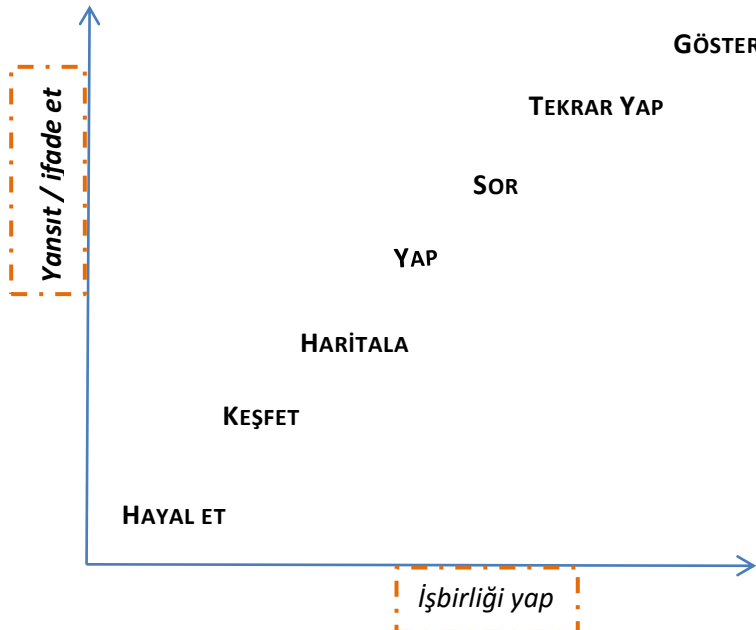 GÖSTER
TEKRAR YAP
Yansıt / ifade et
SOR
YAP
HARİTALA
KEŞFET
HAYAL ET
İşbirliği yap